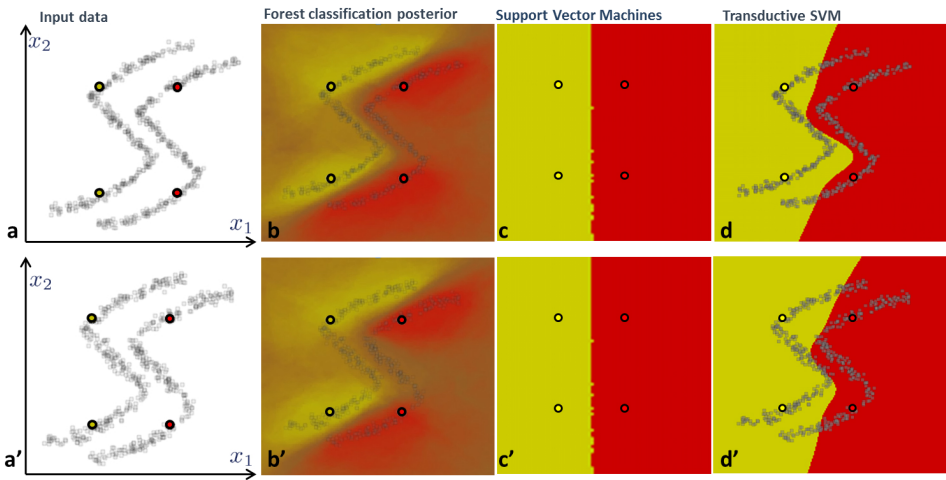 Input data
Forest classification posterior
Support Vector Machines
Transductive SVM
x2
x1
a
b
c
d
x2
x1
a'
b'
c'
d'